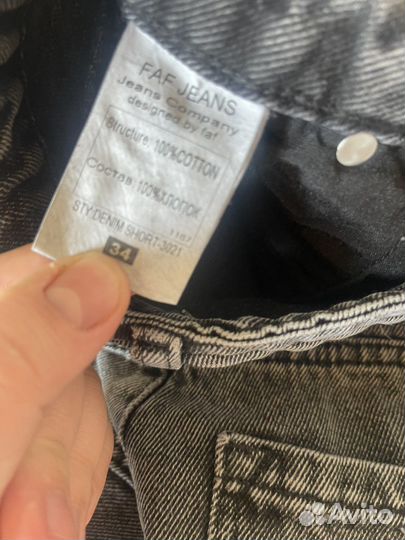 FAF JEANS
Jeans Company
designed by faf
Structure: 100%COTTON
Состав: 100%ХЛОПОК
1187
STY:DENIM SHORT-3021
34
Avito